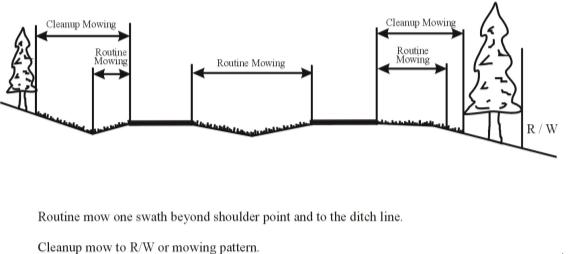 Cleanup Mowing
Cleanup Mowing
Routine
Mowing
Routine Mowing
Routine
Mowing
R / W
Routine mow one swath beyond shoulder point and to the ditch line.
Cleanup mow to R/W or mowing pattern.